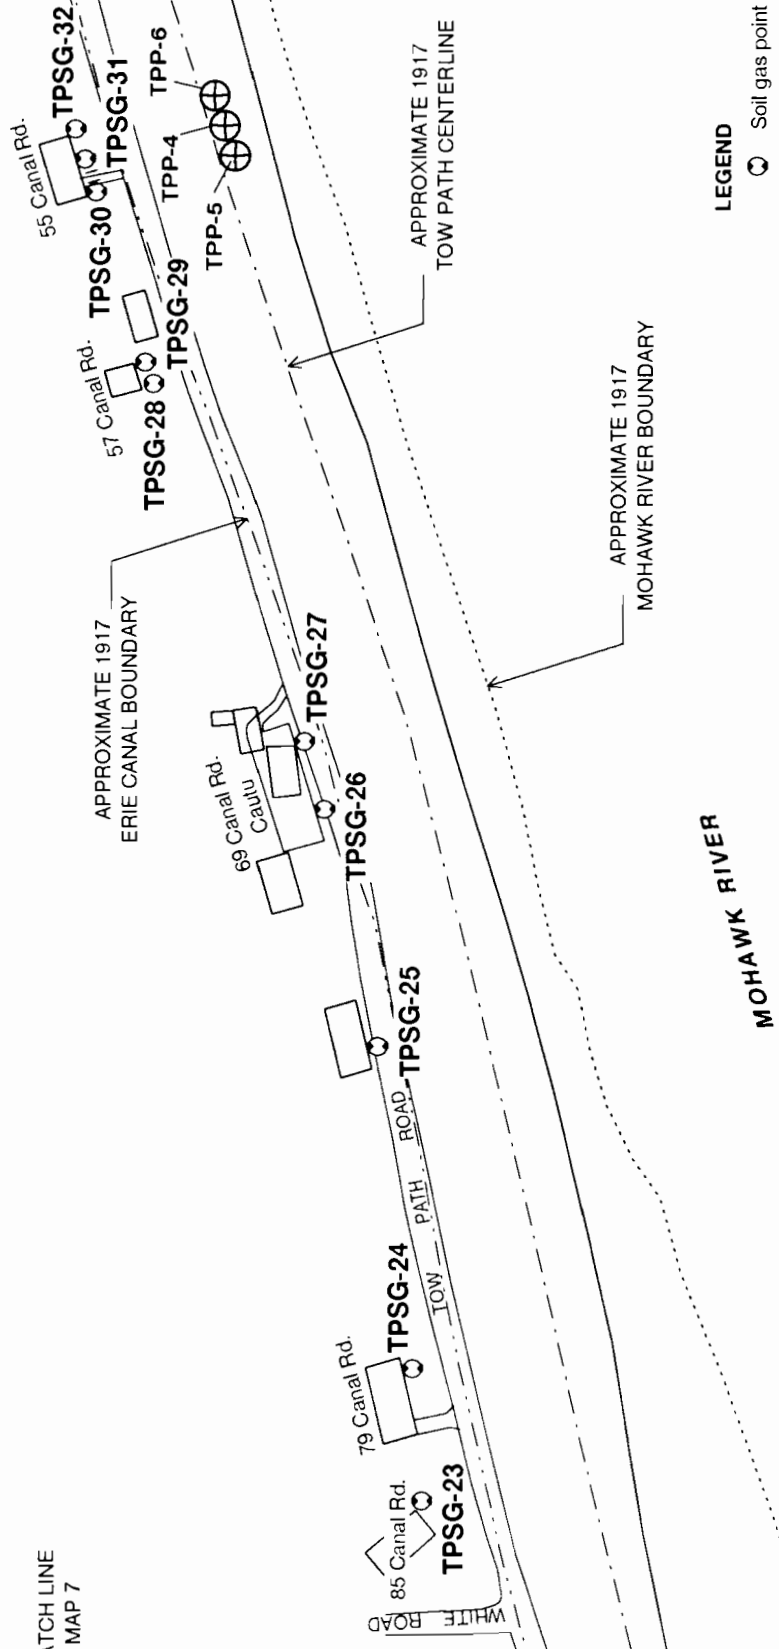 ATCH LINE
MAP 7
WHITE ROAD
85 Canal Rd.
TPSG-23
79 Canal Rd.
TPSG-24
TOW PATH ROAD
TPSG-25
69 Canal Rd.
Cautu
TPSG-26
TPSG-27
APPROXIMATE 1917
ERIE CANAL BOUNDARY
57 Canal Rd.
TPSG-28
TPSG-29
55 Canal Rd.
TPSG-30
TPSG-31
TPSG-32
TPP-5
TPP-4
TPP-6
APPROXIMATE 1917
TOW PATH CENTERLINE
APPROXIMATE 1917
MOHAWK RIVER BOUNDARY
MOHAWK RIVER
LEGEND
Soil gas point